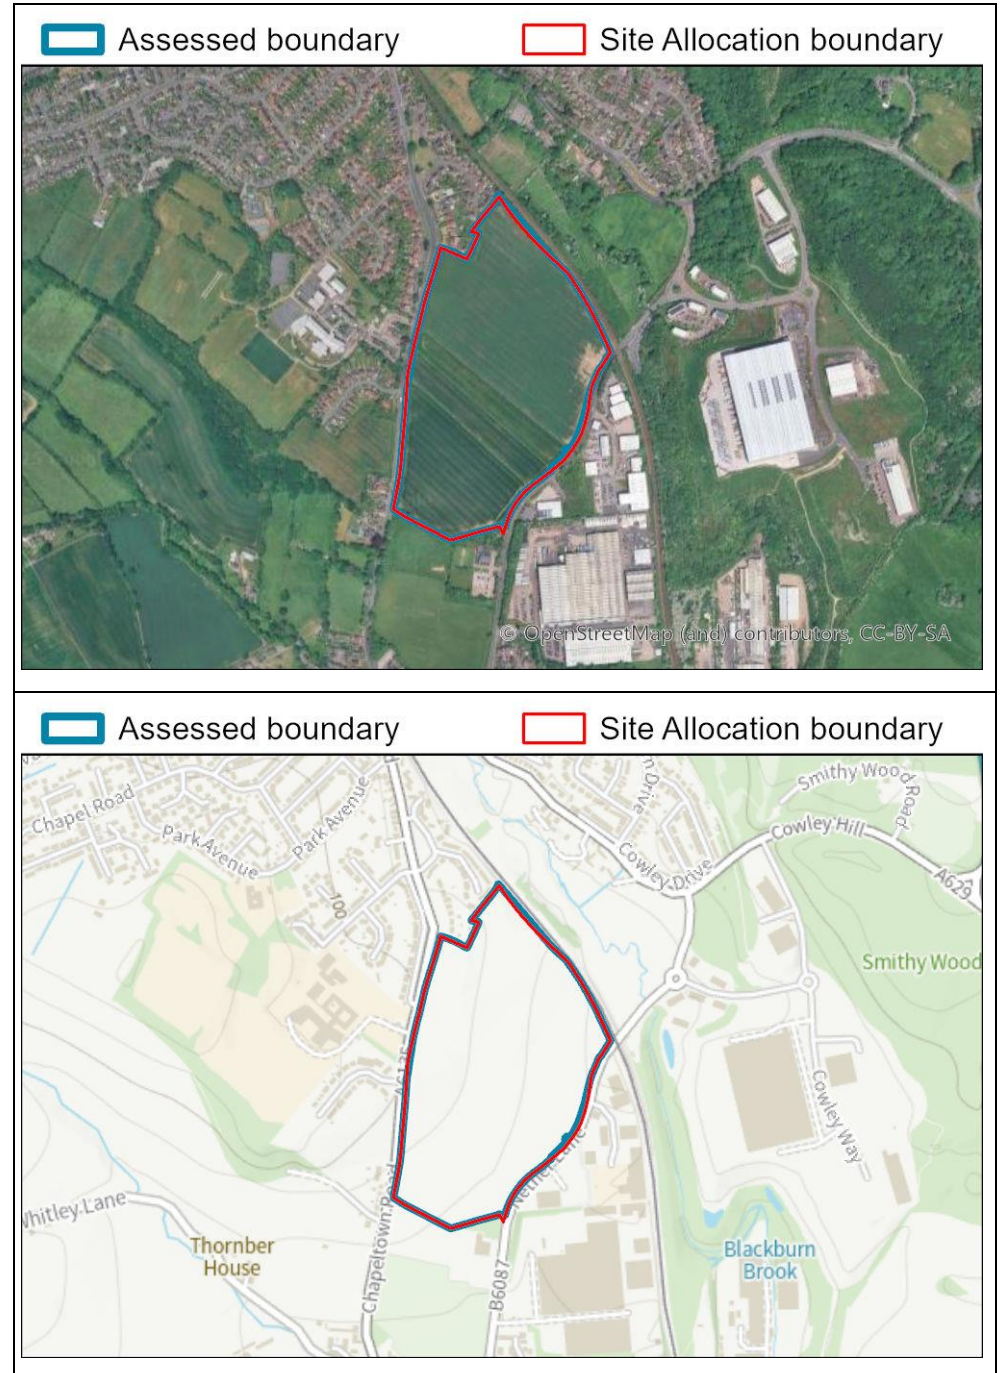 Assessed boundary
Site Allocation boundary
© OpenStreetMap (and) contributors, CC-BY-SA
Assessed boundary
Site Allocation boundary
Smithy Wood Road
Chapel Road
Park Avenue
Park Avenue
Cowley Hill
Cowley Drive
A629
100
Smithy Wood
Cowley Way
Nether Lane
Whitley Lane
Thornber
House
Chapeltown Road
B6087
Blackburn
Brook